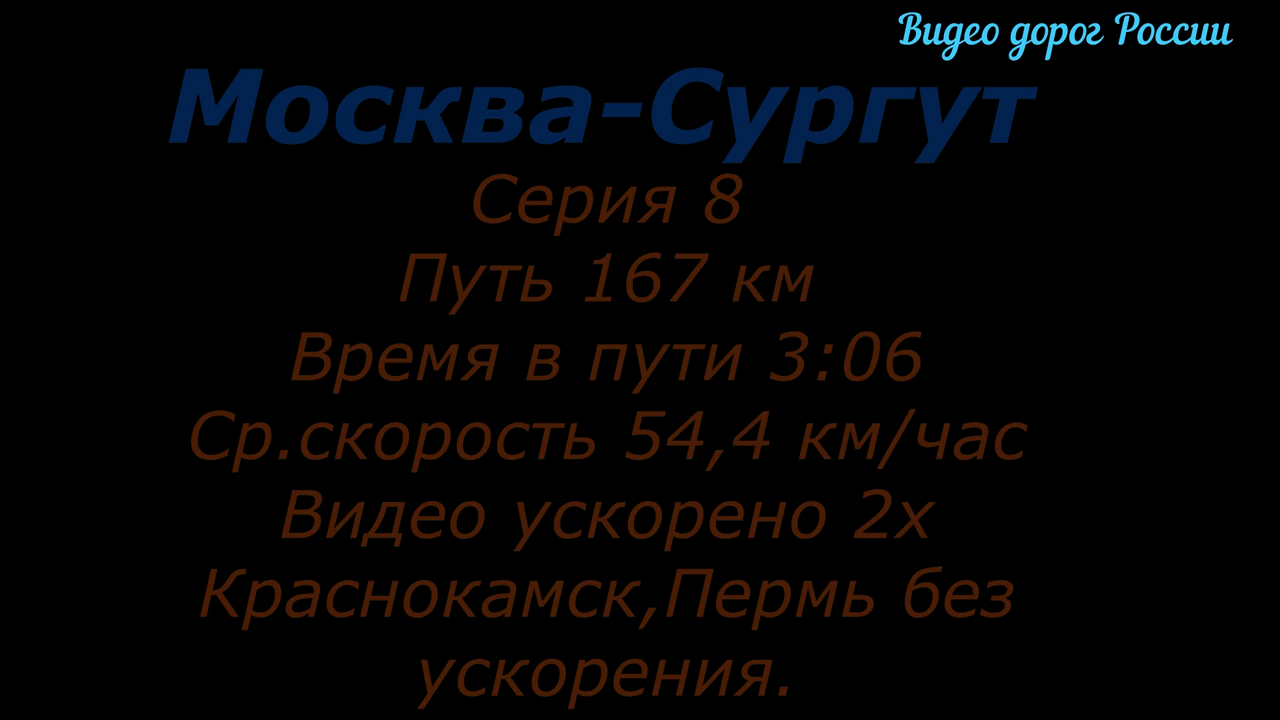 Видео дорог России
Москва-Сургут
Серия 8
Путь 167 км
Время в пути 3:06
Ср.скорость 54,4 км/час
Видео ускорено 2х
Краснокамск,Пермь без
ускорения.